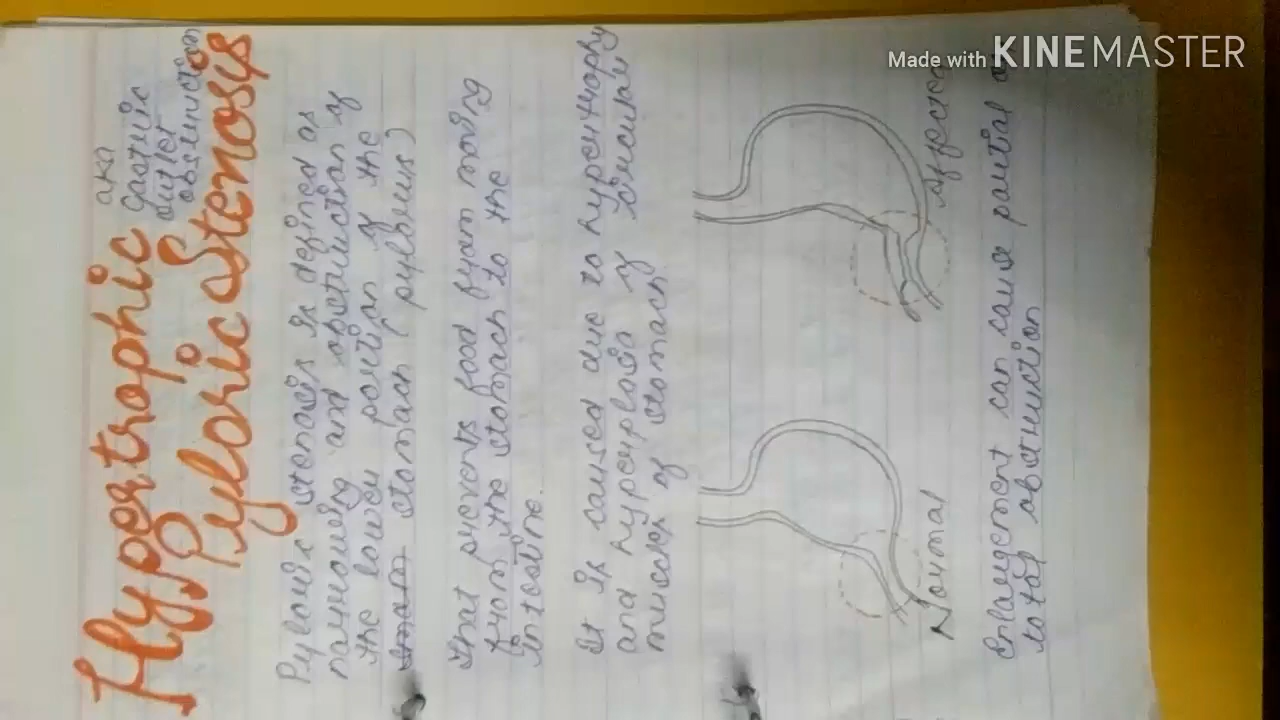 Made with KINEMASTER
Hypertrophic
Pyloric Stenosis
aka
Gastric
outlet
obstruction
Pyloric stenosis is defined as
narrowing and obstruction of
the lower portion of the
stomach (pylorus)
that prevents food from moving
from the stomach to the
intestine.
It is caused due to hypertrophy
and hyperplasia of circular
muscles of stomach
Normal
Affected
Enlargement can cause partial or
total obstruction